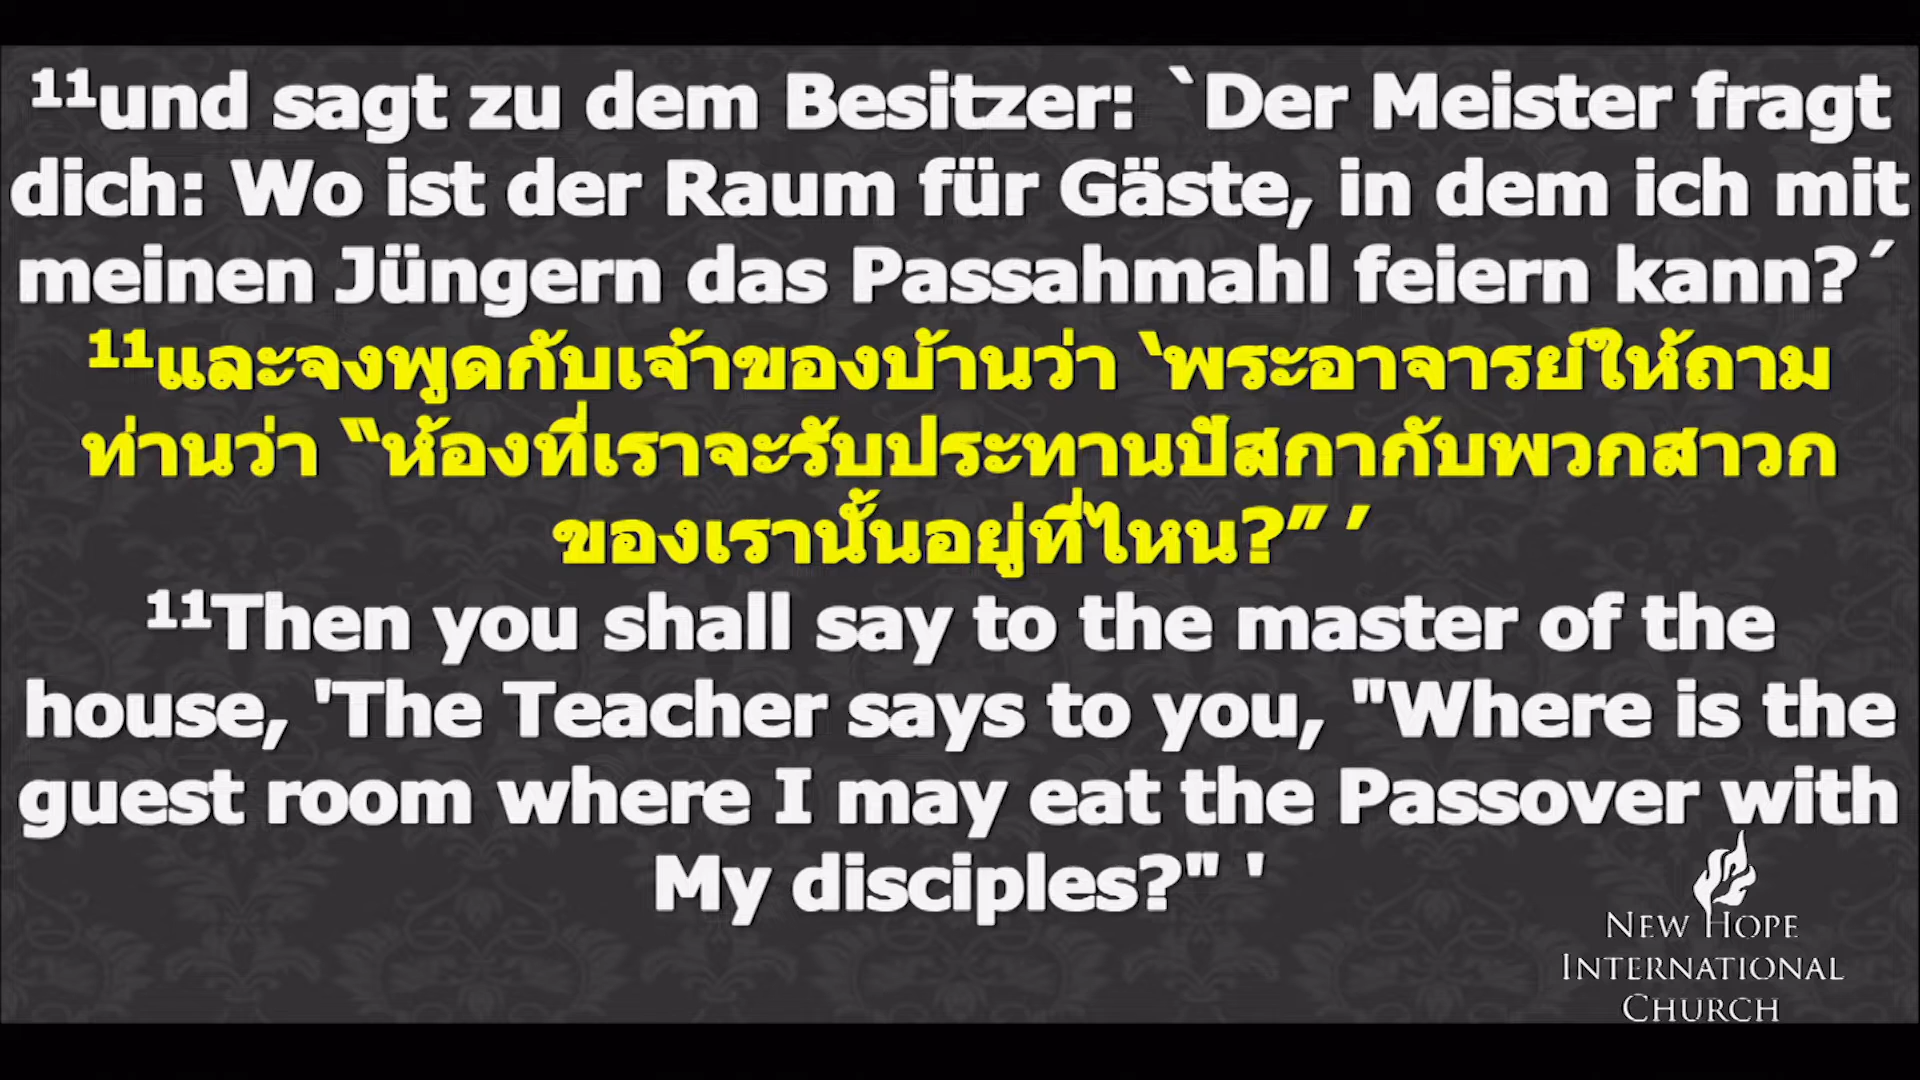 ¹¹und sagt zu dem Besitzer: `Der Meister fragt
dich: Wo ist der Raum für Gäste, in dem ich mit
meinen Jüngern das Passahmahl feiern kann?´
¹¹และจงพูดกับเจ้าของบ้านว่า ‘พระอาจารย์ให้ถาม
ท่านว่า “ห้องที่เราจะรับประทานปัสกากับพวกสาวก
ของเรานั้นอยู่ที่ไหน?” ’
¹¹Then you shall say to the master of the
house, 'The Teacher says to you, "Where is the
guest room where I may eat the Passover with
My disciples?" '
NEW HOPE
INTERNATIONAL
CHURCH